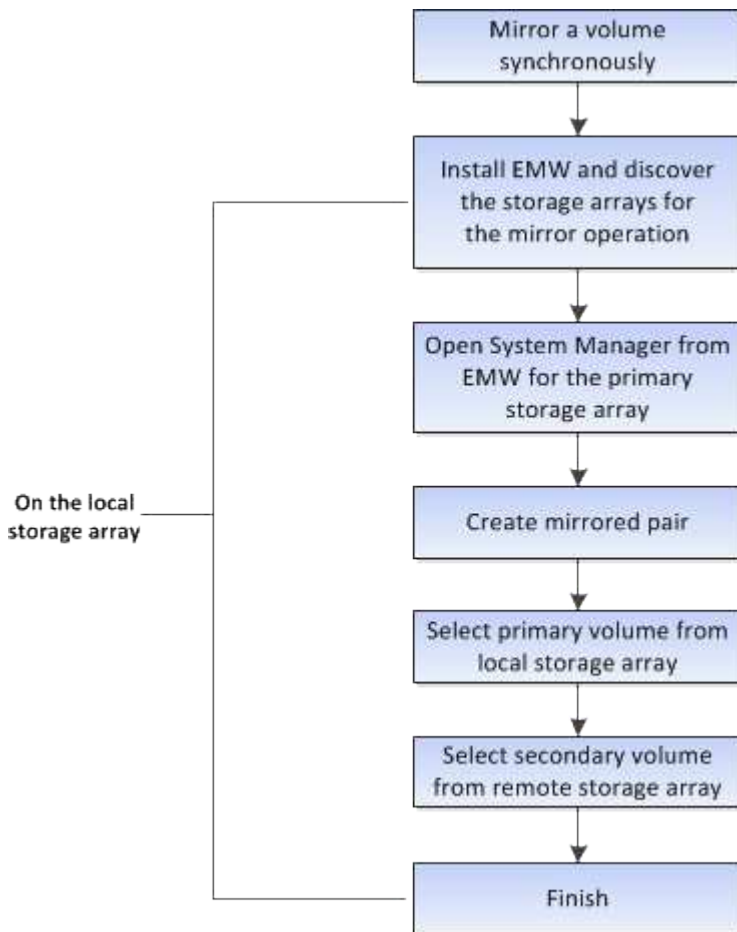 Mirror a volume
synchronously
Install EMW and discover
the storage arrays for
the mirror operation
Open System Manager from
EMW for the primary
storage array
On the local
storage array
Create mirrored pair
Select primary volume from
local storage array
Select secondary volume
from remote storage array
Finish